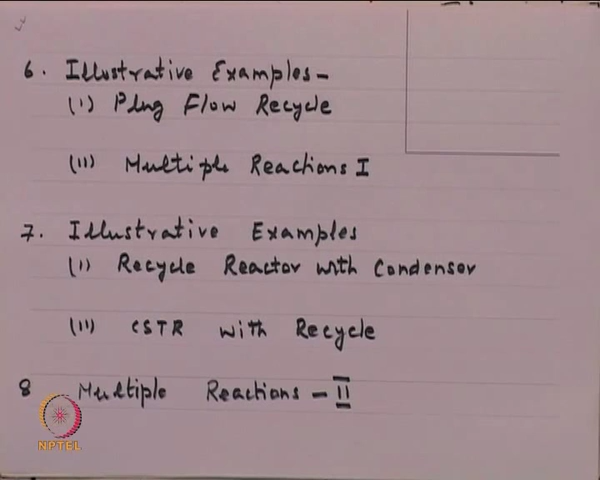 6. Illustrative Examples-
(i) Plug Flow Recycle
(ii) Multiple Reactions I
7. Illustrative Examples
(i) Recycle Reactor with Condensor
(ii) CSTR with Recycle
8 Multiple Reactions - II
NPTEL